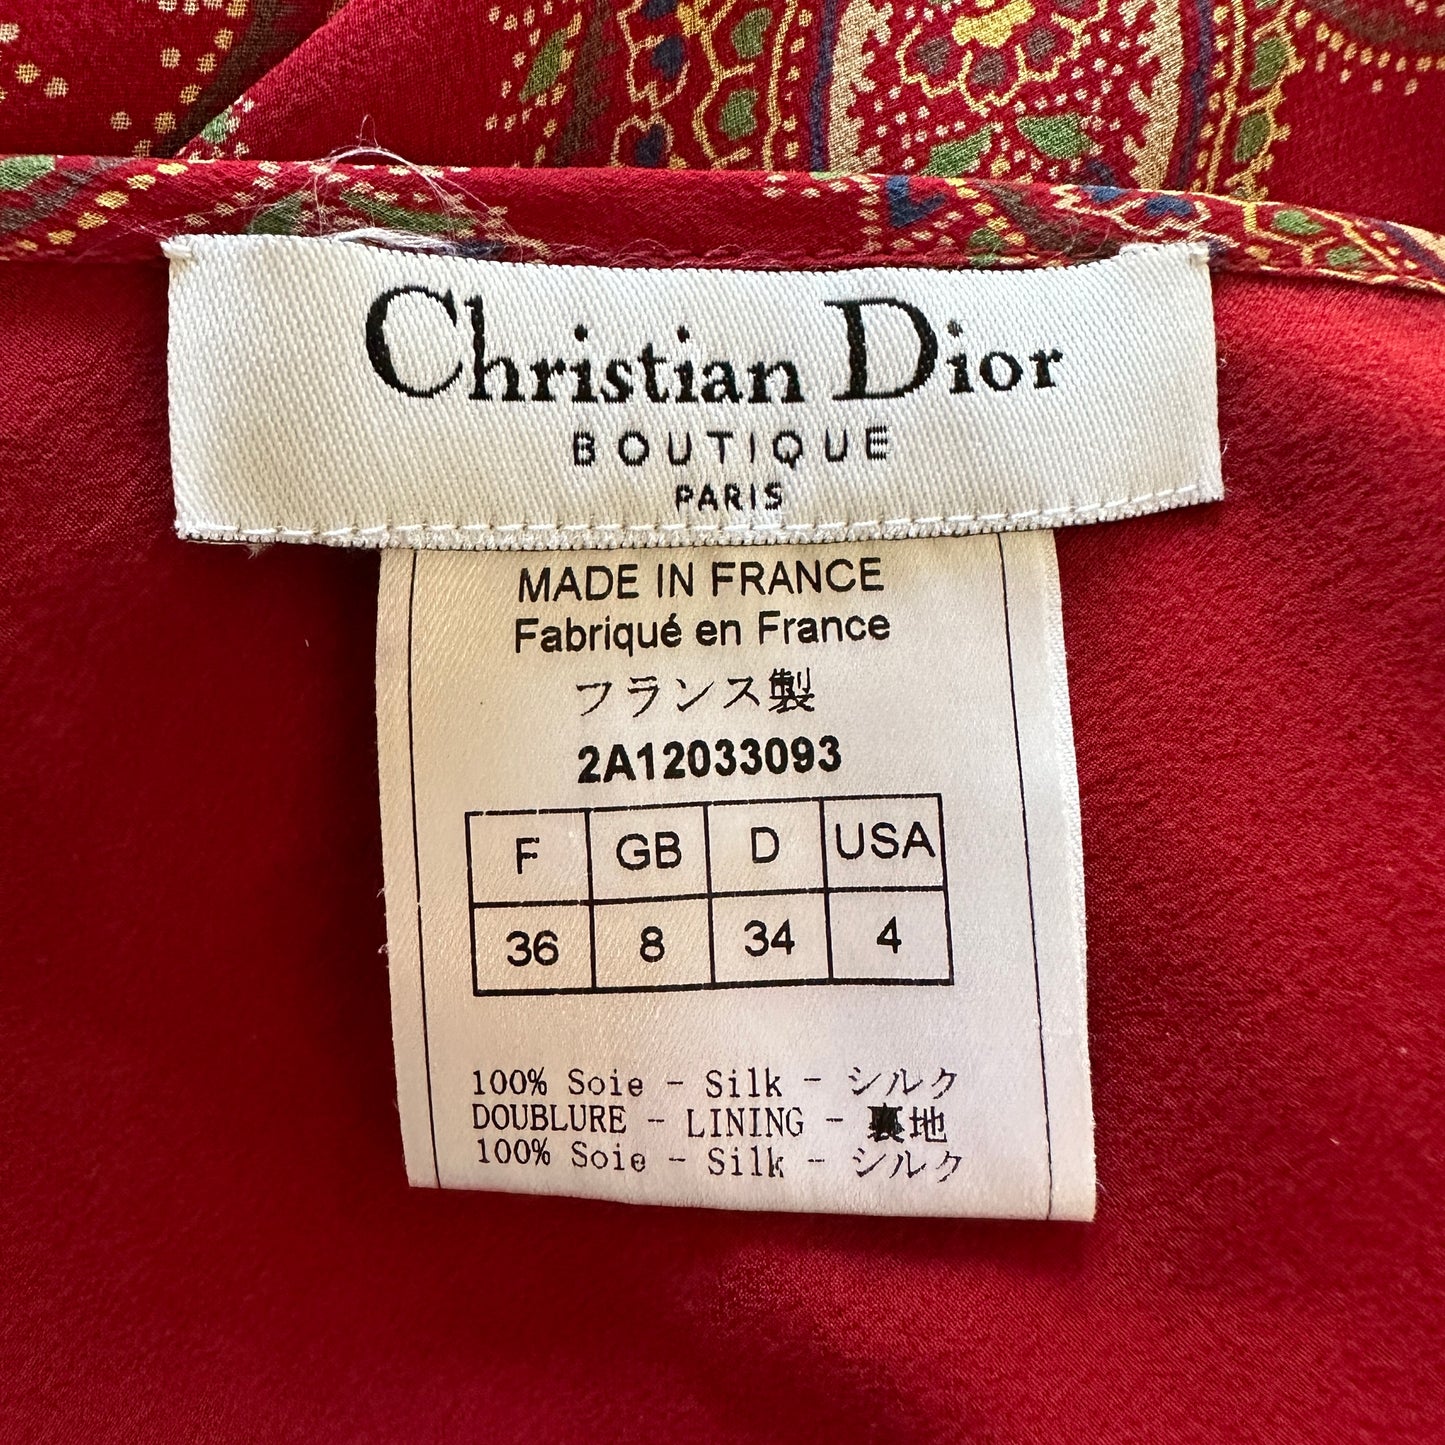 Christian Dior
BOUTIQUE
PARIS
MADE IN FRANCE
Fabriqué en France
フランス製
2A12033093
F GB D USA
36 8 34 4
100% Soie - Silk - シルク
DOUBLURE - LINING - 裏地
100% Soie - Silk - シルク